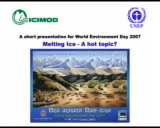 ICIMOD
UNEP
A short presentation for World Environment Day 2007
Melting Ice - A hot topic?